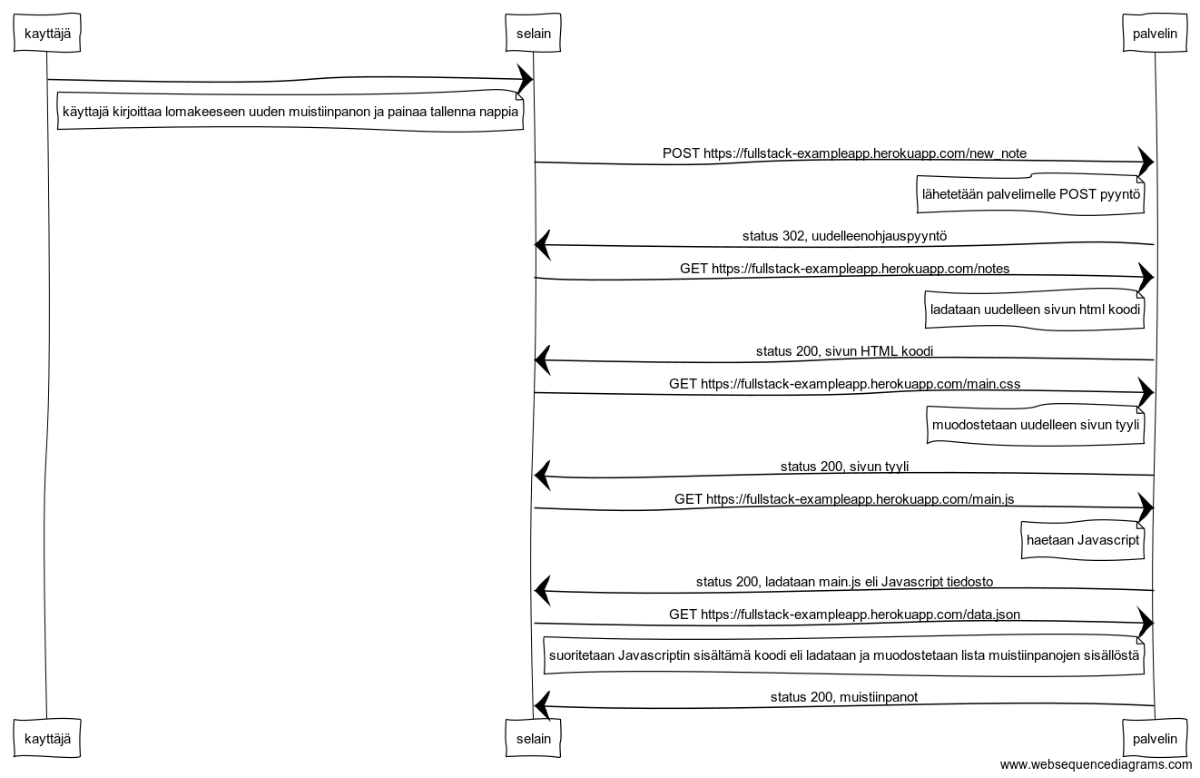 kayttäjä
selain
palvelin
käyttajä kirjoittaa lomakeeseen uuden muistiinpanon ja painaa tallenna nappia
POST https://fullstack-exampleapp.herokuapp.com/new_note
lähetetään palvelimelle POST pyyntö
status 302, uudelleenohjauspyyntö
GET https://fullstack-exampleapp.herokuapp.com/notes
ladataan uudelleen sivun html koodi
status 200, sivun HTML koodi
GET https://fullstack-exampleapp.herokuapp.com/main.css
muodostetaan uudelleen sivun tyyli
status 200, sivun tyyli
GET https://fullstack-exampleapp.herokuapp.com/main.js
haetaan Javascript
status 200, ladataan main.js eli Javascript tiedosto
GET https://fullstack-exampleapp.herokuapp.com/data.json
suoritetaan Javascriptin sisältämä koodi eli ladataan ja muodostetaan lista muistiinpanojen sisällöstä
status 200, muistiinpanot
kayttäjä
selain
palvelin
www.websequencediagrams.com